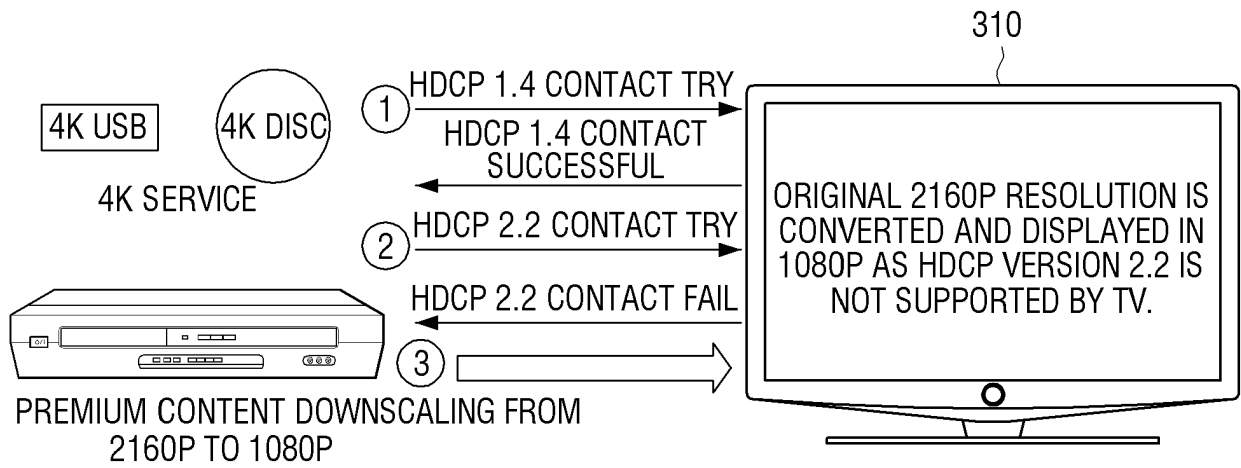 310
HDCP 1.4 CONTACT TRY
1
4K USB
4K DISC
HDCP 1.4 CONTACT
SUCCESSFUL
4K SERVICE
HDCP 2.2 CONTACT TRY
2
HDCP 2.2 CONTACT FAIL
ORIGINAL 2160P RESOLUTION IS
CONVERTED AND DISPLAYED IN
1080P AS HDCP VERSION 2.2 IS
NOT SUPPORTED BY TV.
O/I
3
PREMIUM CONTENT DOWNSCALING FROM
2160P TO 1080P